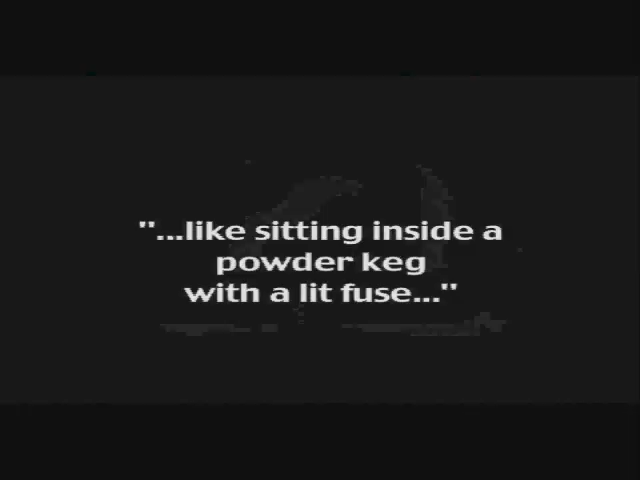 "...like sitting inside a
powder keg
with a lit fuse..."